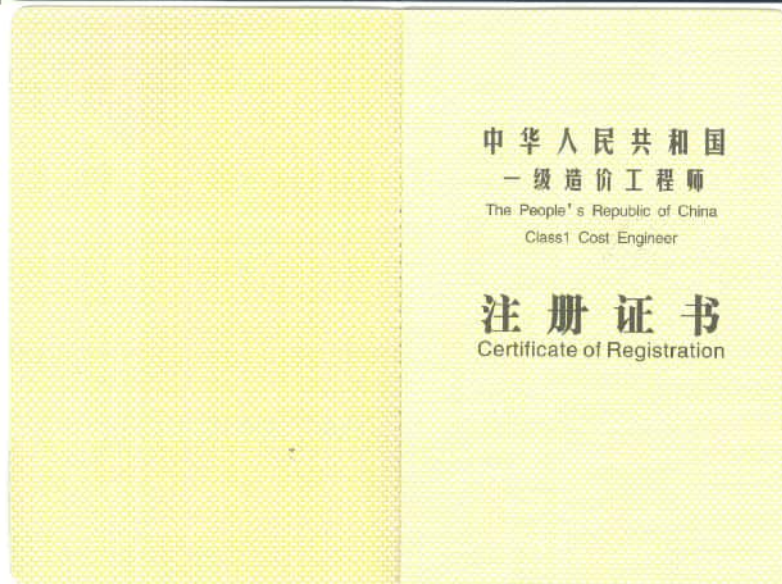 中华人民共和国
一级造价工程师
The People's Republic of China
Class1 Cost Engineer
注册证书
Certificate of Registration